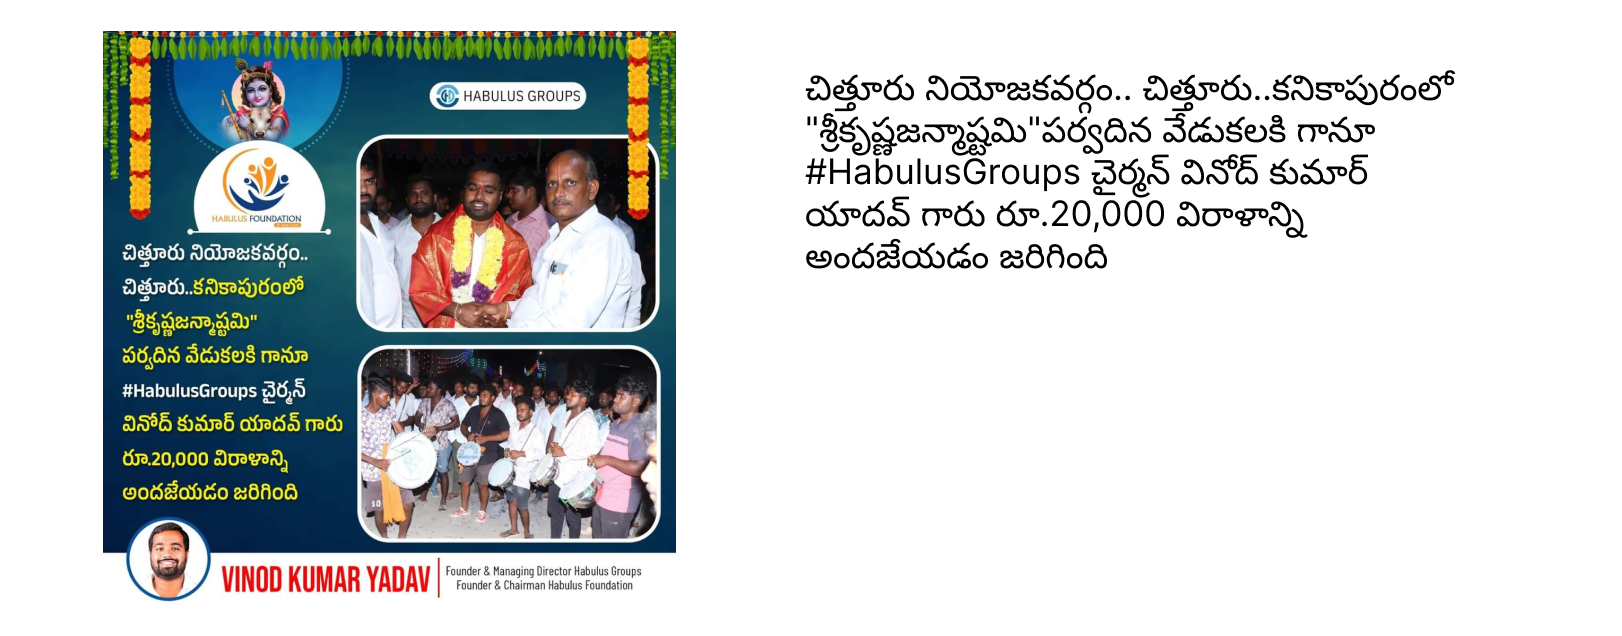 HABULUS GROUPS
HABULUS FOUNDATION
చిత్తూరు నియోజకవర్గం..
చిత్తూరు..కనికాపురంలో
"శ్రీకృష్ణజన్మాష్టమి"
పర్వదిన వేడుకలకి గానూ
#HabulusGroups చైర్మన్
వినోద్ కుమార్ యాదవ్ గారు
రూ.20,000 విరాళాన్ని
అందజేయడం జరిగింది
VINOD KUMAR YADAV
Founder & Managing Director Habulus Groups
Founder & Chairman Habulus Foundation
చిత్తూరు నియోజకవర్గం.. చిత్తూరు..కనికాపురంలో
"శ్రీకృష్ణజన్మాష్టమి"పర్వదిన వేడుకలకి గానూ
#HabulusGroups చైర్మన్ వినోద్ కుమార్
యాదవ్ గారు రూ.20,000 విరాళాన్ని
అందజేయడం జరిగింది